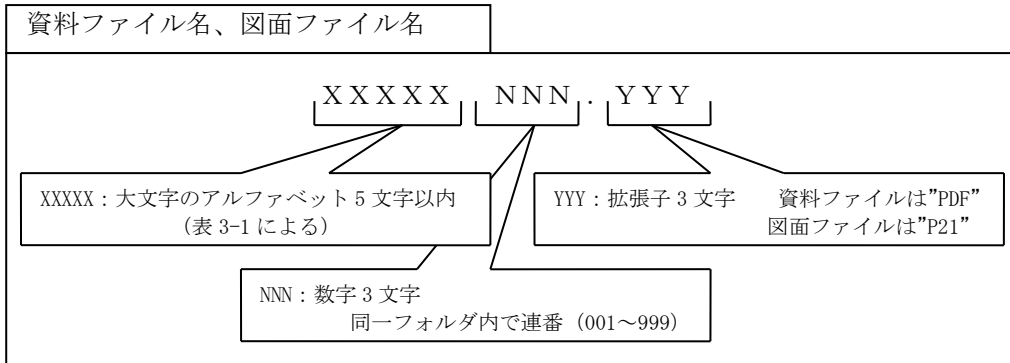 資料ファイル名、図面ファイル名
ＸＸＸＸＸ ＮＮＮ．ＹＹＹ
XXXXX：大文字のアルファベット 5 文字以内
(表 3-1 による)
YYY：拡張子 3 文字　資料ファイルは”PDF”
図面ファイルは”P21”
NNN：数字 3 文字
同一フォルダ内で連番（001～999）